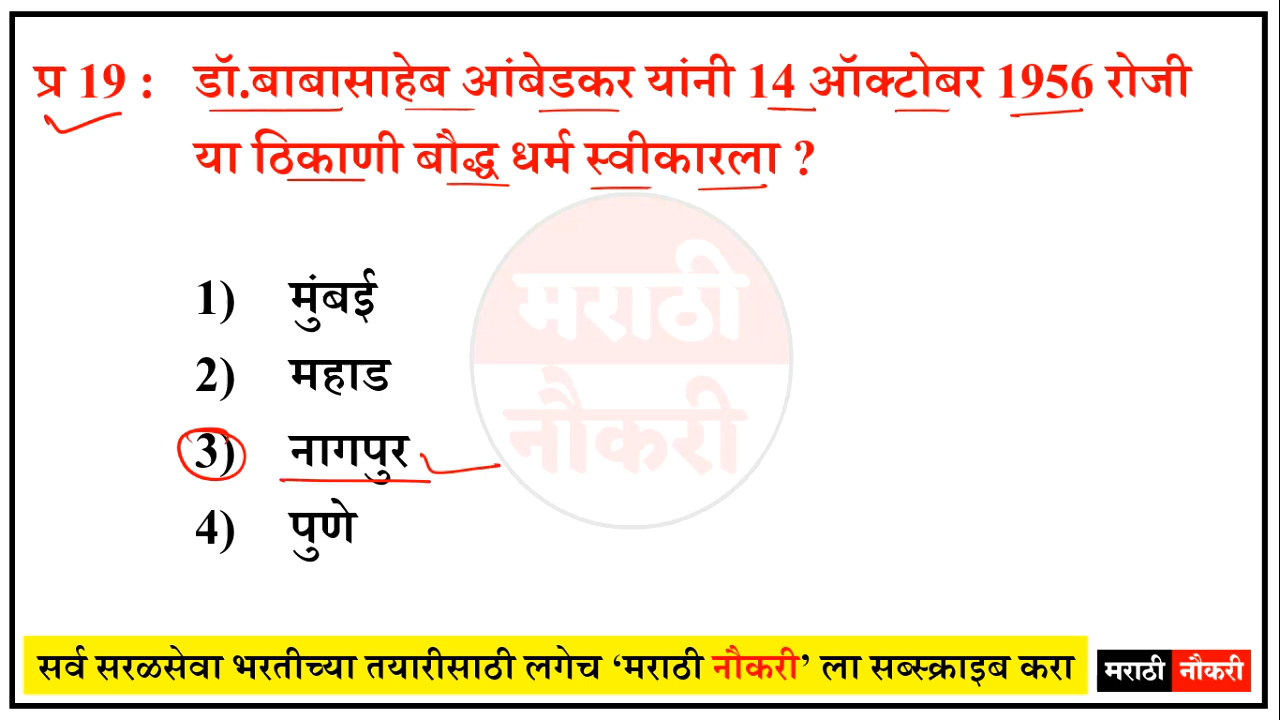 प्र 19 : डॉ.बाबासाहेब आंबेडकर यांनी 14 ऑक्टोबर 1956 रोजी
या ठिकाणी बौद्ध धर्म स्वीकारला ?
1) मुंबई
2) महाड
3) नागपुर
4) पुणे
मराठी
नौकरी
सर्व सरळसेवा भरतीच्या तयारीसाठी लगेच ‘मराठी नौकरी’ ला सब्स्क्राइब करा
मराठी नौकरी